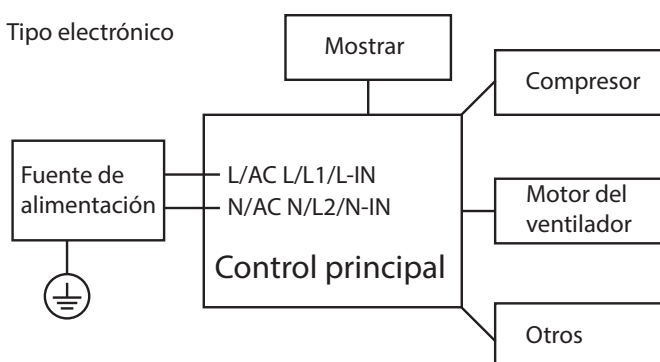 Tipo electrónico
Mostrar
Compresor
Fuente de
alimentación
L/AC L/L1/L-IN
N/AC N/L2/N-IN
Control principal
Motor del
ventilador
Otros